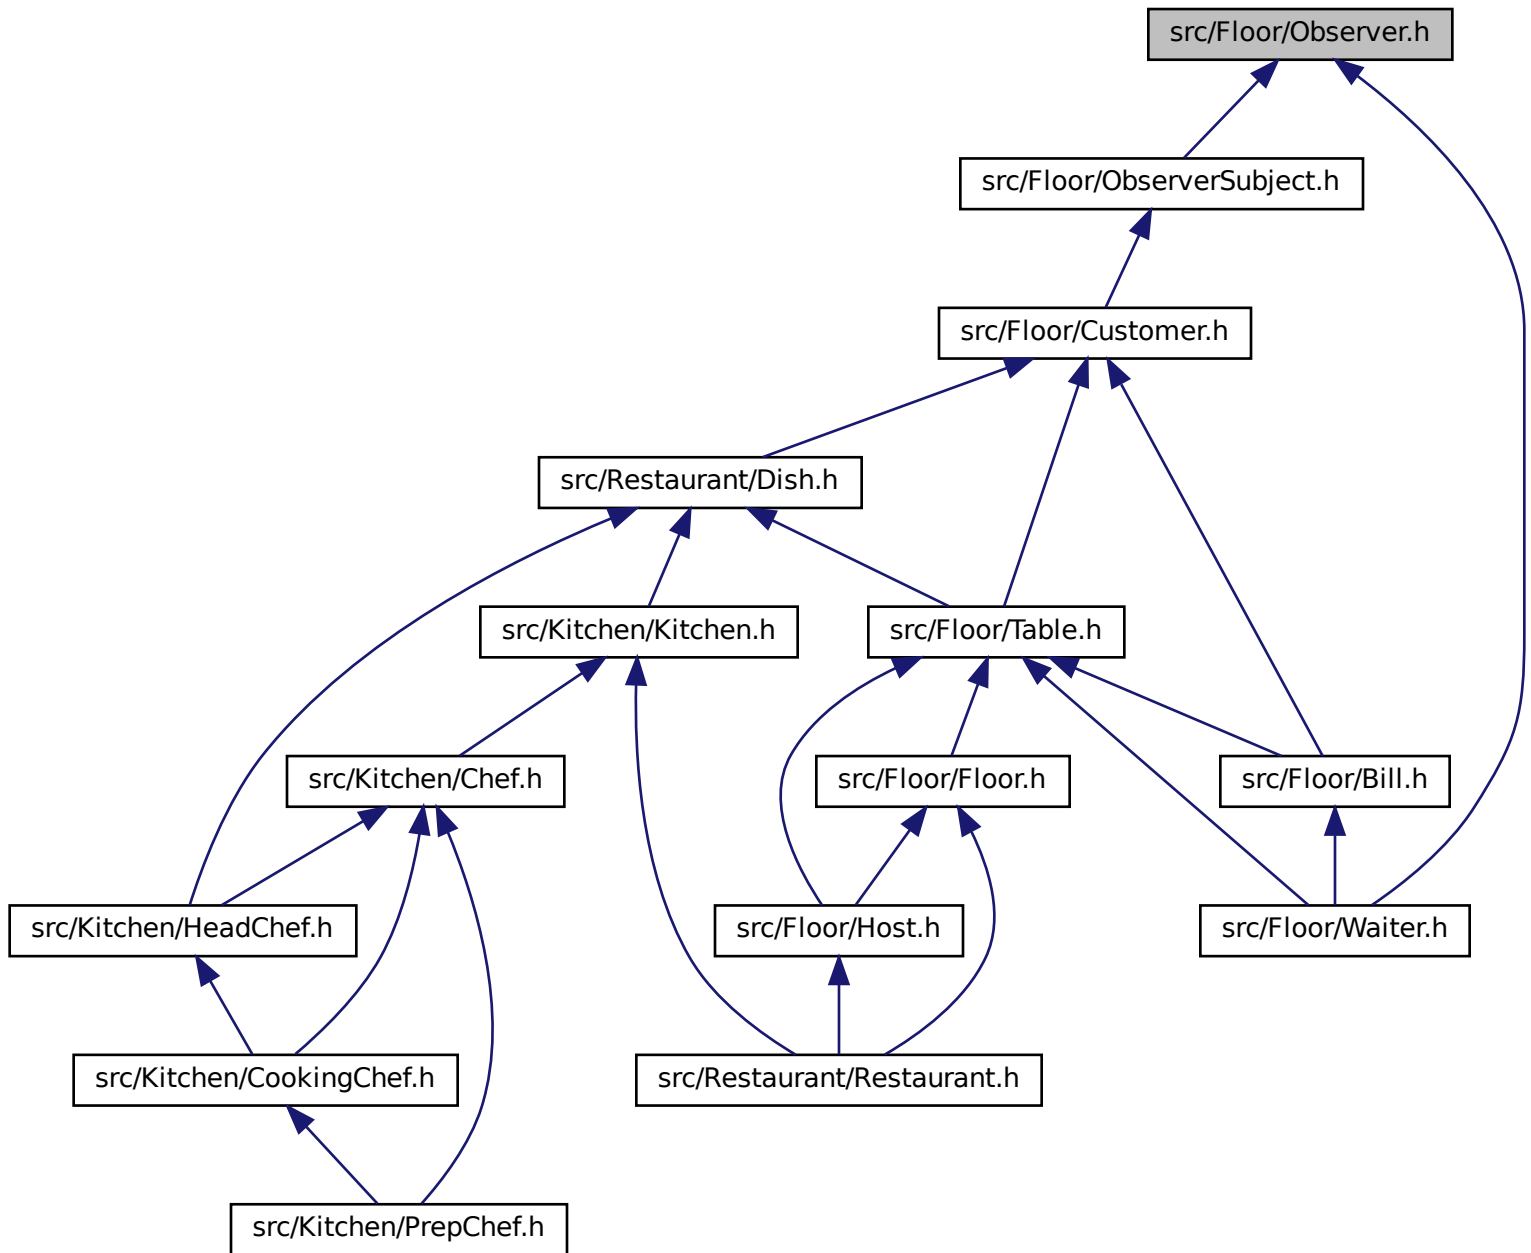 src/Floor/Observer.h
src/Floor/ObserverSubject.h
src/Floor/Customer.h
src/Restaurant/Dish.h
src/Kitchen/Kitchen.h
src/Floor/Table.h
src/Kitchen/Chef.h
src/Floor/Floor.h
src/Floor/Bill.h
src/Kitchen/HeadChef.h
src/Floor/Host.h
src/Floor/Waiter.h
src/Kitchen/CookingChef.h
src/Restaurant/Restaurant.h
src/Kitchen/PrepChef.h